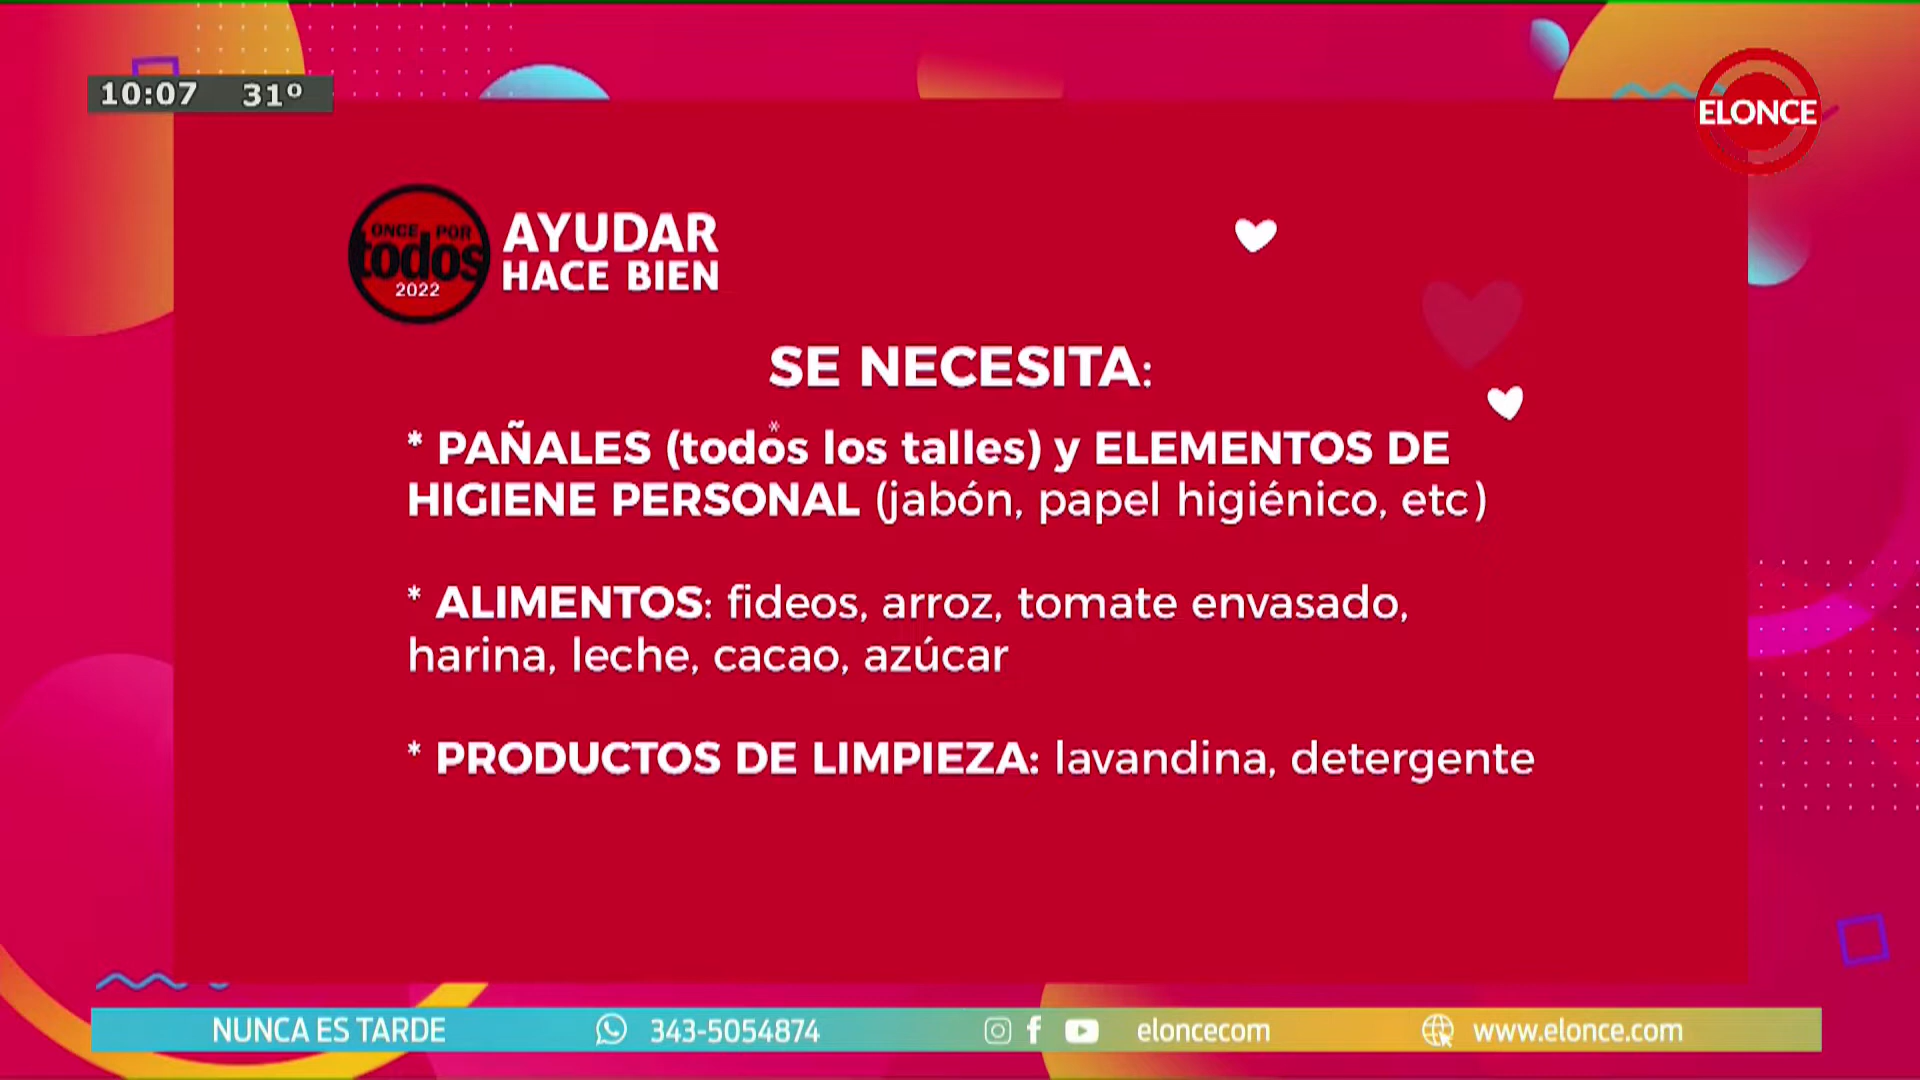 10:07 31º
ELONCE
ONCE POR
todos
2022
AYUDAR
HACE BIEN
SE NECESITA:
* PAÑALES (todos los talles) y ELEMENTOS DE
HIGIENE PERSONAL (jabón, papel higiénico, etc)
* ALIMENTOS: fideos, arroz, tomate envasado,
harina, leche, cacao, azúcar
* PRODUCTOS DE LIMPIEZA: lavandina, detergente
NUNCA ES TARDE 343-5054874 eloncecom www.elonce.com